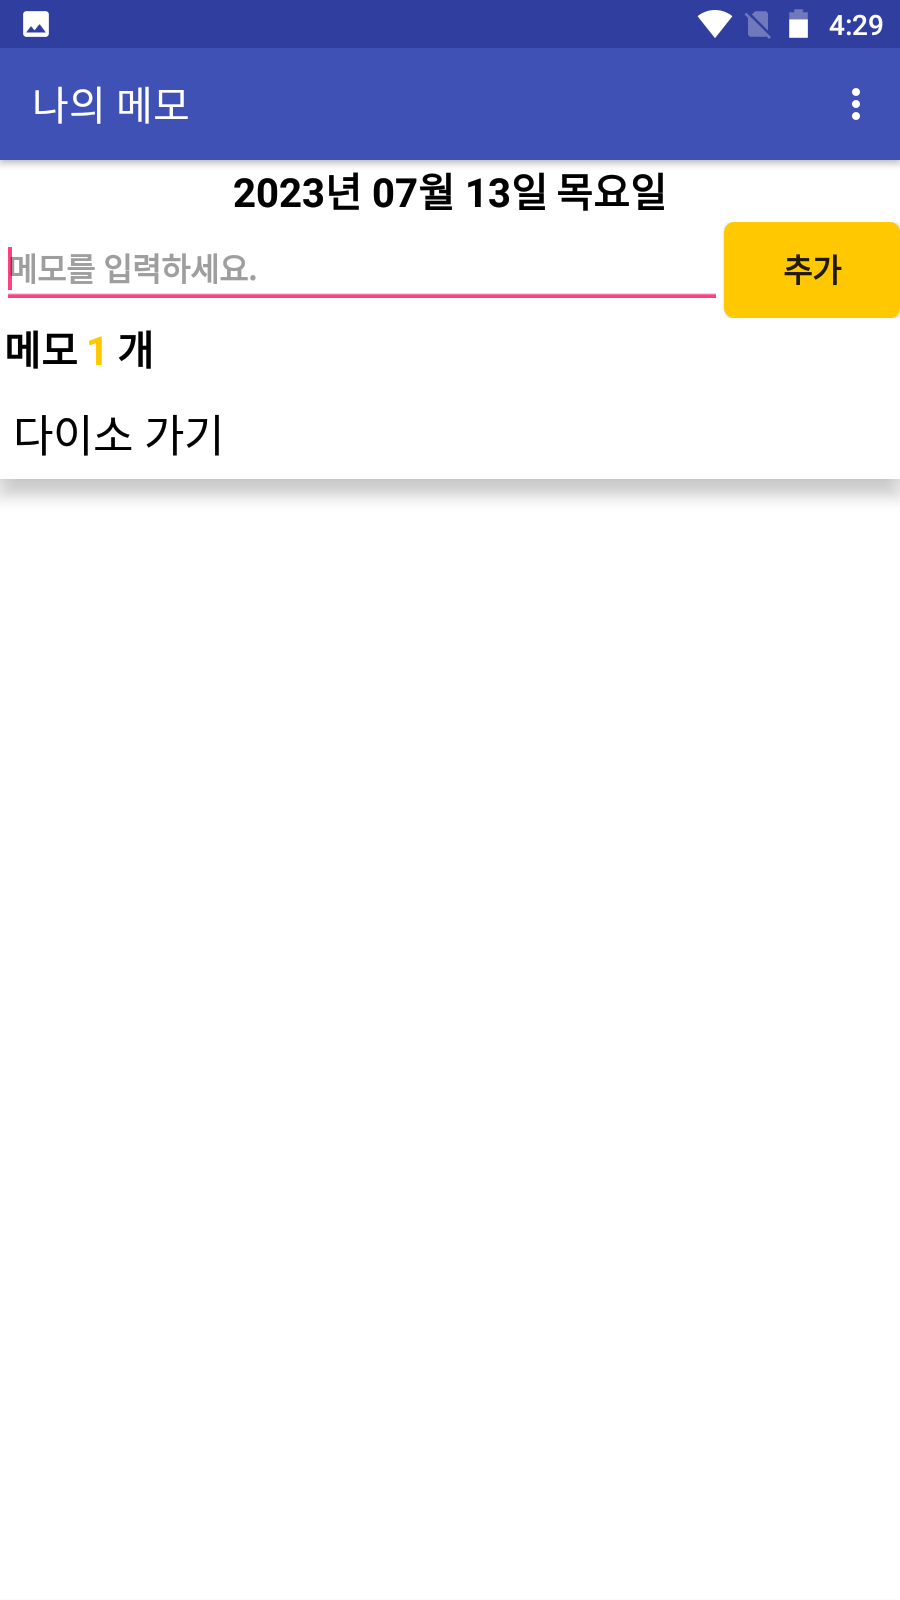 4:29
나의 메모
2023년 07월 13일 목요일
메모를 입력하세요.
추가
메모 1 개
다이소 가기